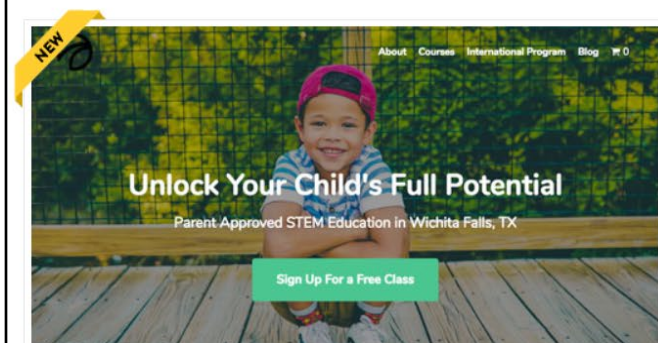 NEW
About Courses International Program Blog 0
Unlock Your Child's Full Potential
Parent Approved STEM Education in Wichita Falls, TX
Sign Up For a Free Class